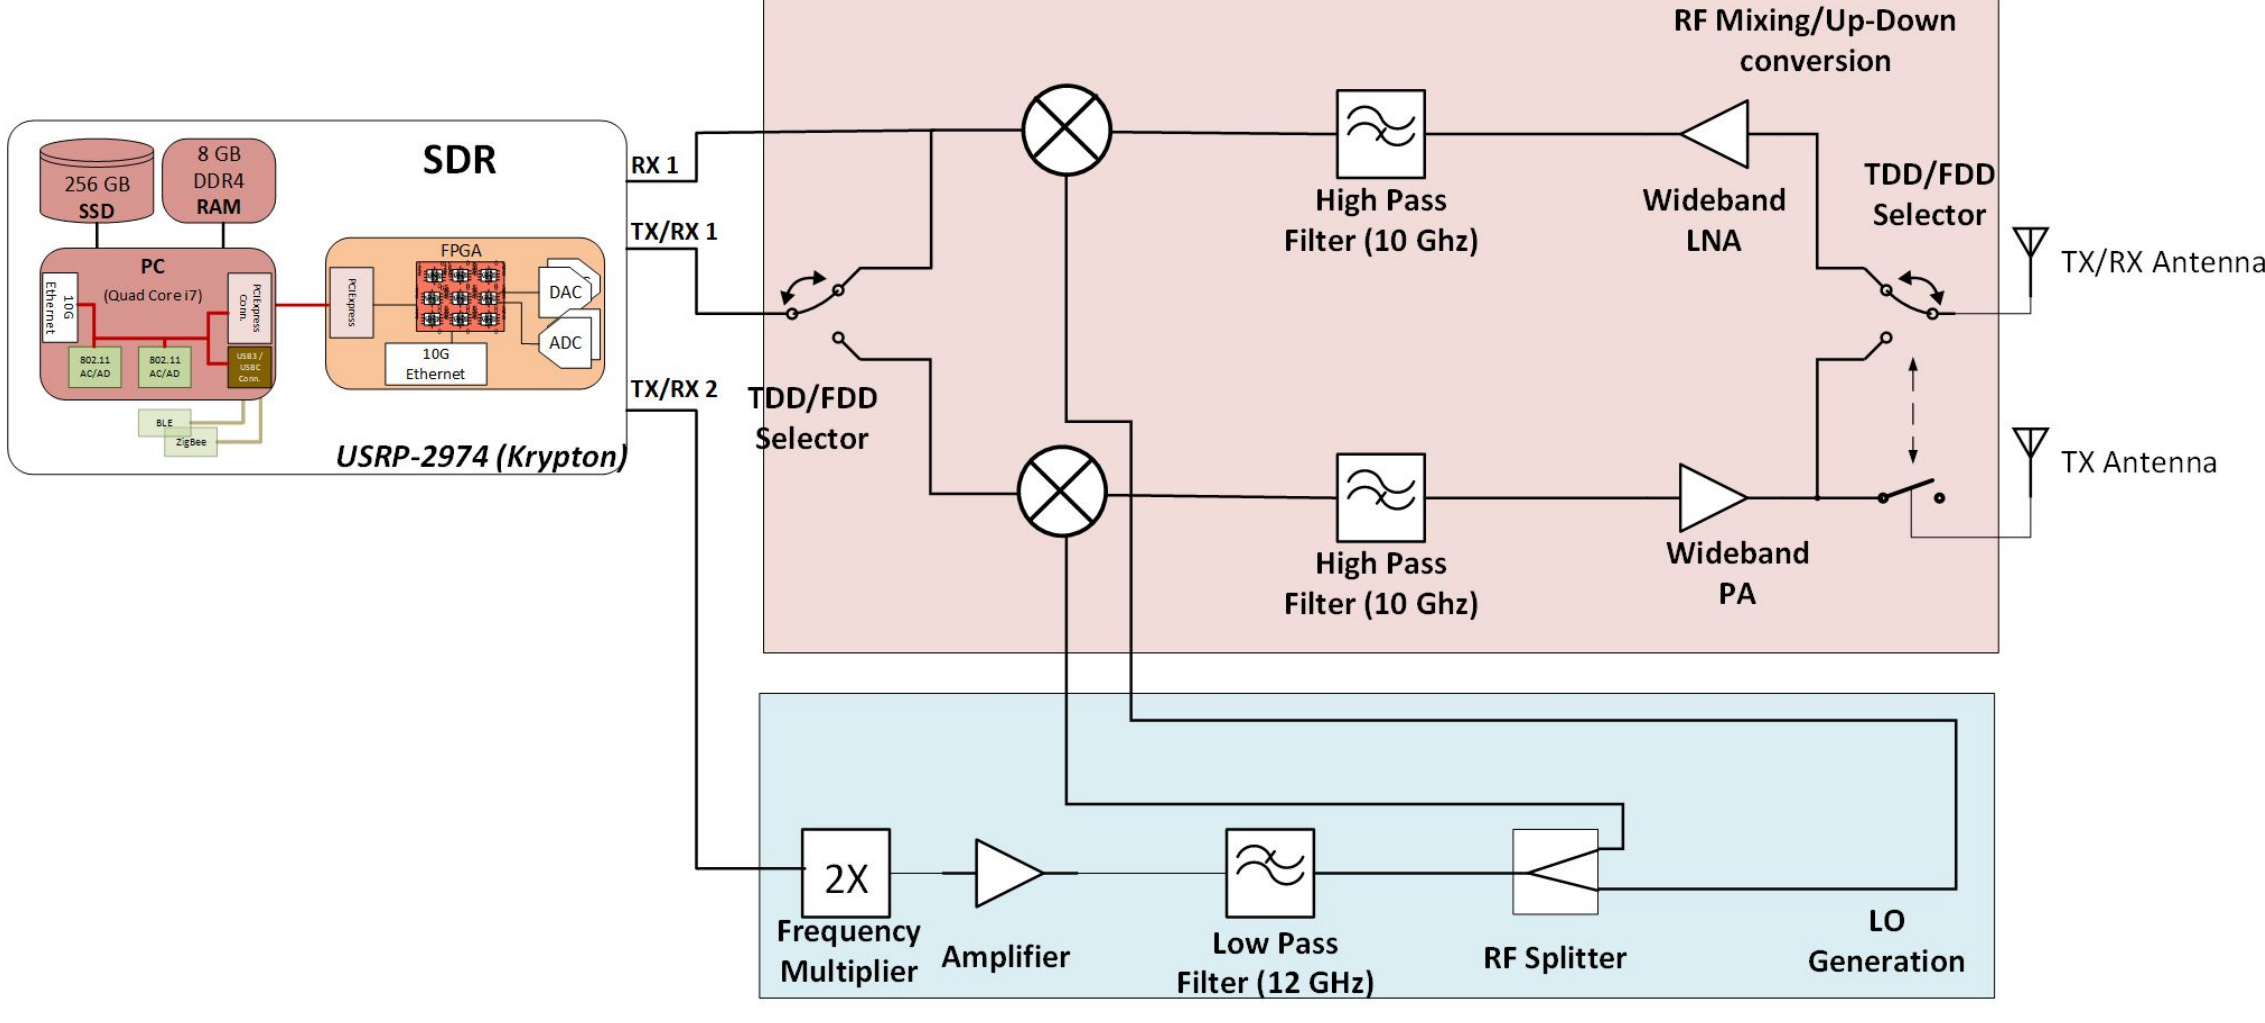 SDR
256 GB
SSD
8 GB
DDR4
RAM
PC
(Quad Core i7)
10G
Ethernet
PCIExpress
Conn.
802.11
AC/AD
802.11
AC/AD
USB3 /
USBC
Conn.
BLE
ZigBee
FPGA
PCIExpress
DAC
ADC
10G
Ethernet
USRP-2974 (Krypton)
RX 1
TX/RX 1
TX/RX 2
RF Mixing/Up-Down
conversion
High Pass
Filter (10 Ghz)
Wideband
LNA
TDD/FDD
Selector
TX/RX Antenna
TDD/FDD
Selector
High Pass
Filter (10 Ghz)
Wideband
PA
TX Antenna
2X
Frequency
Multiplier
Amplifier
Low Pass
Filter (12 GHz)
RF Splitter
LO
Generation